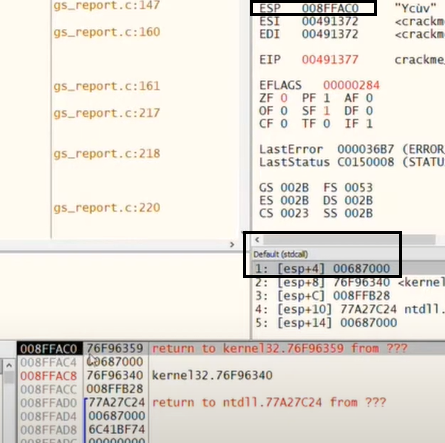 gs_report.c:147
gs_report.c:160
gs_report.c:161
gs_report.c:217
gs_report.c:218
gs_report.c:220
ESP 008FFAC0 "Ycùv"
ESI 00491372 <crackme
EDI 00491372 <crackme
EIP 00491377 crackme.
EFLAGS 00000284
ZF 0 PF 1 AF 0
OF 0 SF 1 DF 0
CF 0 TF 0 IF 1
LastError 000036B7 (ERROR_
LastStatus C0150008 (STATU
GS 002B FS 0053
ES 002B DS 002B
CS 0023 SS 002B
Default (stdcall)
1: [esp+4] 00687000
2: [esp+8] 76F96340 <kernel
3: [esp+C] 008FFB28
4: [esp+10] 77A27C24 ntdll.
5: [esp+14] 00687000
008FFAC0 76F96359 return to kernel32.76F96359 from ???
008FFAC4 00687000
008FFAC8 76F96340 kernel32.76F96340
008FFACC 008FFB28
008FFAD0 77A27C24 return to ntdll.77A27C24 from ???
008FFAD4 00687000
008FFAD8 6C41BF74
008FFADC 00000000